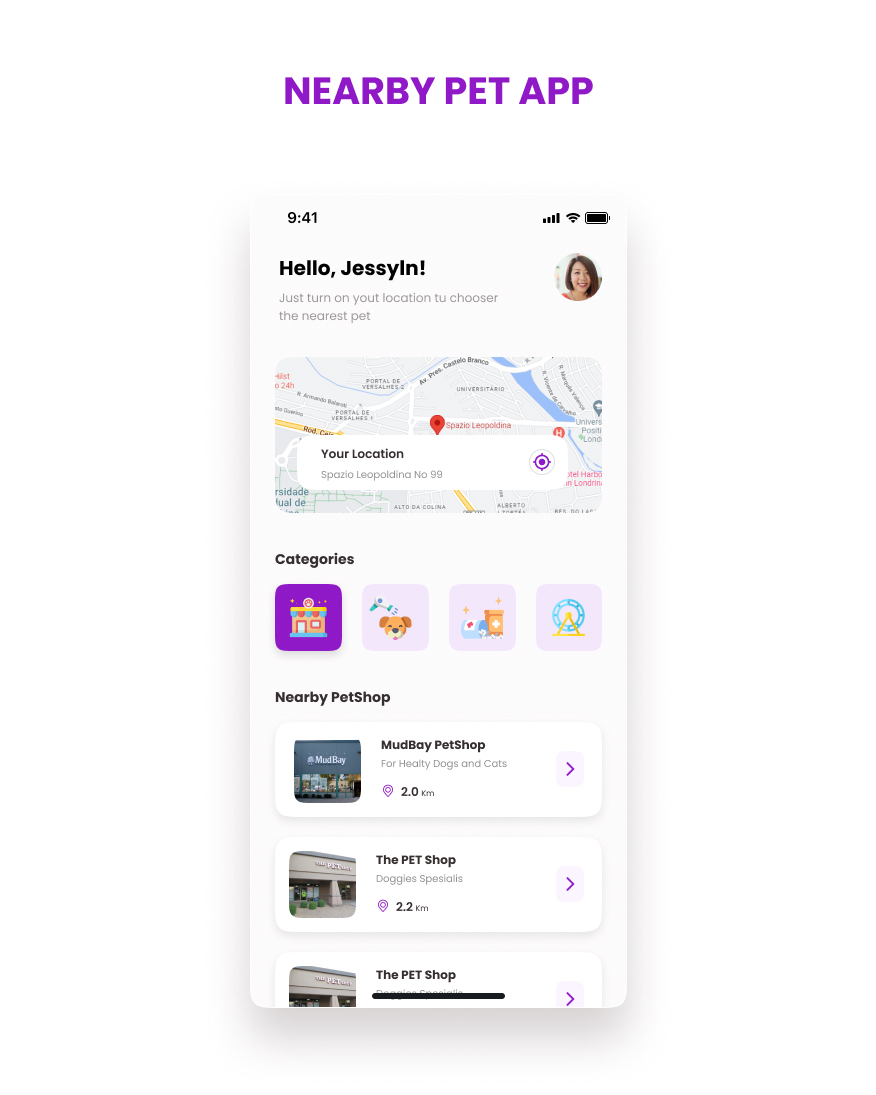 NEARBY PET APP
9:41
Hello, Jessyln!
Just turn on yout location tu chooser
the nearest pet
Av. Pres. Castelo Branco
PORTAL DE
VERSALHES 2
UNIVERSITÁRIO
R. Armando Balarotti
PORTAL DE
VERSALHES 1
Spazio Leopoldina
Your Location
Spazio Leopoldina No 99
ALTO DA COLINA
ALBERTO
Categories
Nearby PetShop
MudBay
MudBay PetShop
For Healty Dogs and Cats
2.0 Km
The PET Shop
Doggies Spesialis
2.2 Km
The PET Shop
Doggies Spesialis